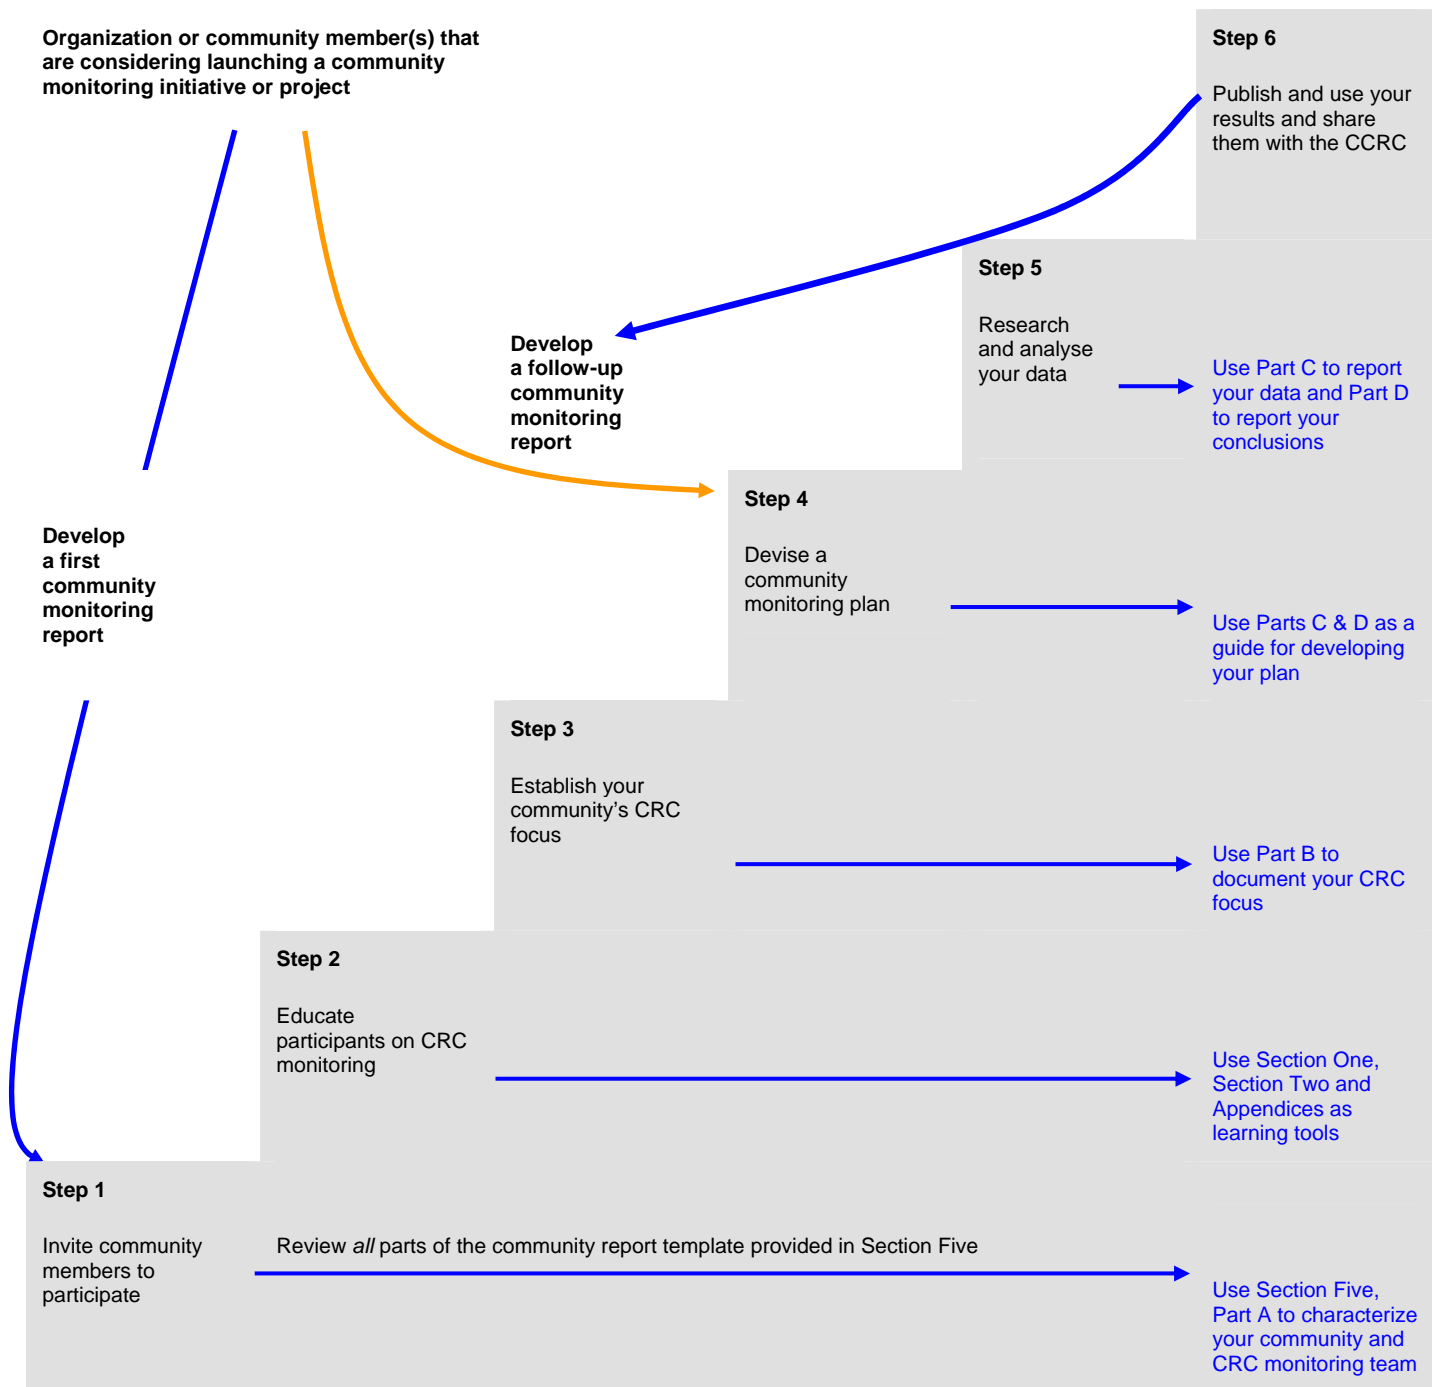 Organization or community member(s) that
are considering launching a community
monitoring initiative or project
Step 6
Publish and use your
results and share
them with the CCRC
Step 5
Research
and analyse
your data
Use Part C to report
your data and Part D
to report your
conclusions
Develop
a follow-up
community
monitoring
report
Step 4
Devise a
community
monitoring plan
Use Parts C & D as a
guide for developing
your plan
Develop
a first
community
monitoring
report
Step 3
Establish your
community’s CRC
focus
Use Part B to
document your CRC
focus
Step 2
Educate
participants on CRC
monitoring
Use Section One,
Section Two and
Appendices as
learning tools
Step 1
Invite community
members to
participate
Review all parts of the community report template provided in Section Five
Use Section Five,
Part A to characterize
your community and
CRC monitoring team